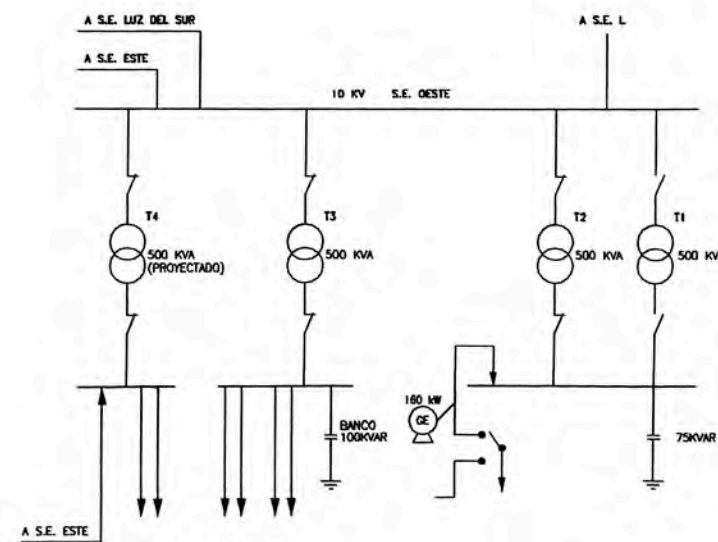 A S.E. LUZ DEL SUR
A S.E. L
A S.E. ESTE
10 KV S.E. OESTE
T4
T3
T2
T1
500 KVA
(PROYECTADO)
500 KVA
500 KVA
500 KV
160 kW
GE
BANCO
100KVAR
75KVAR
A S.E. ESTE